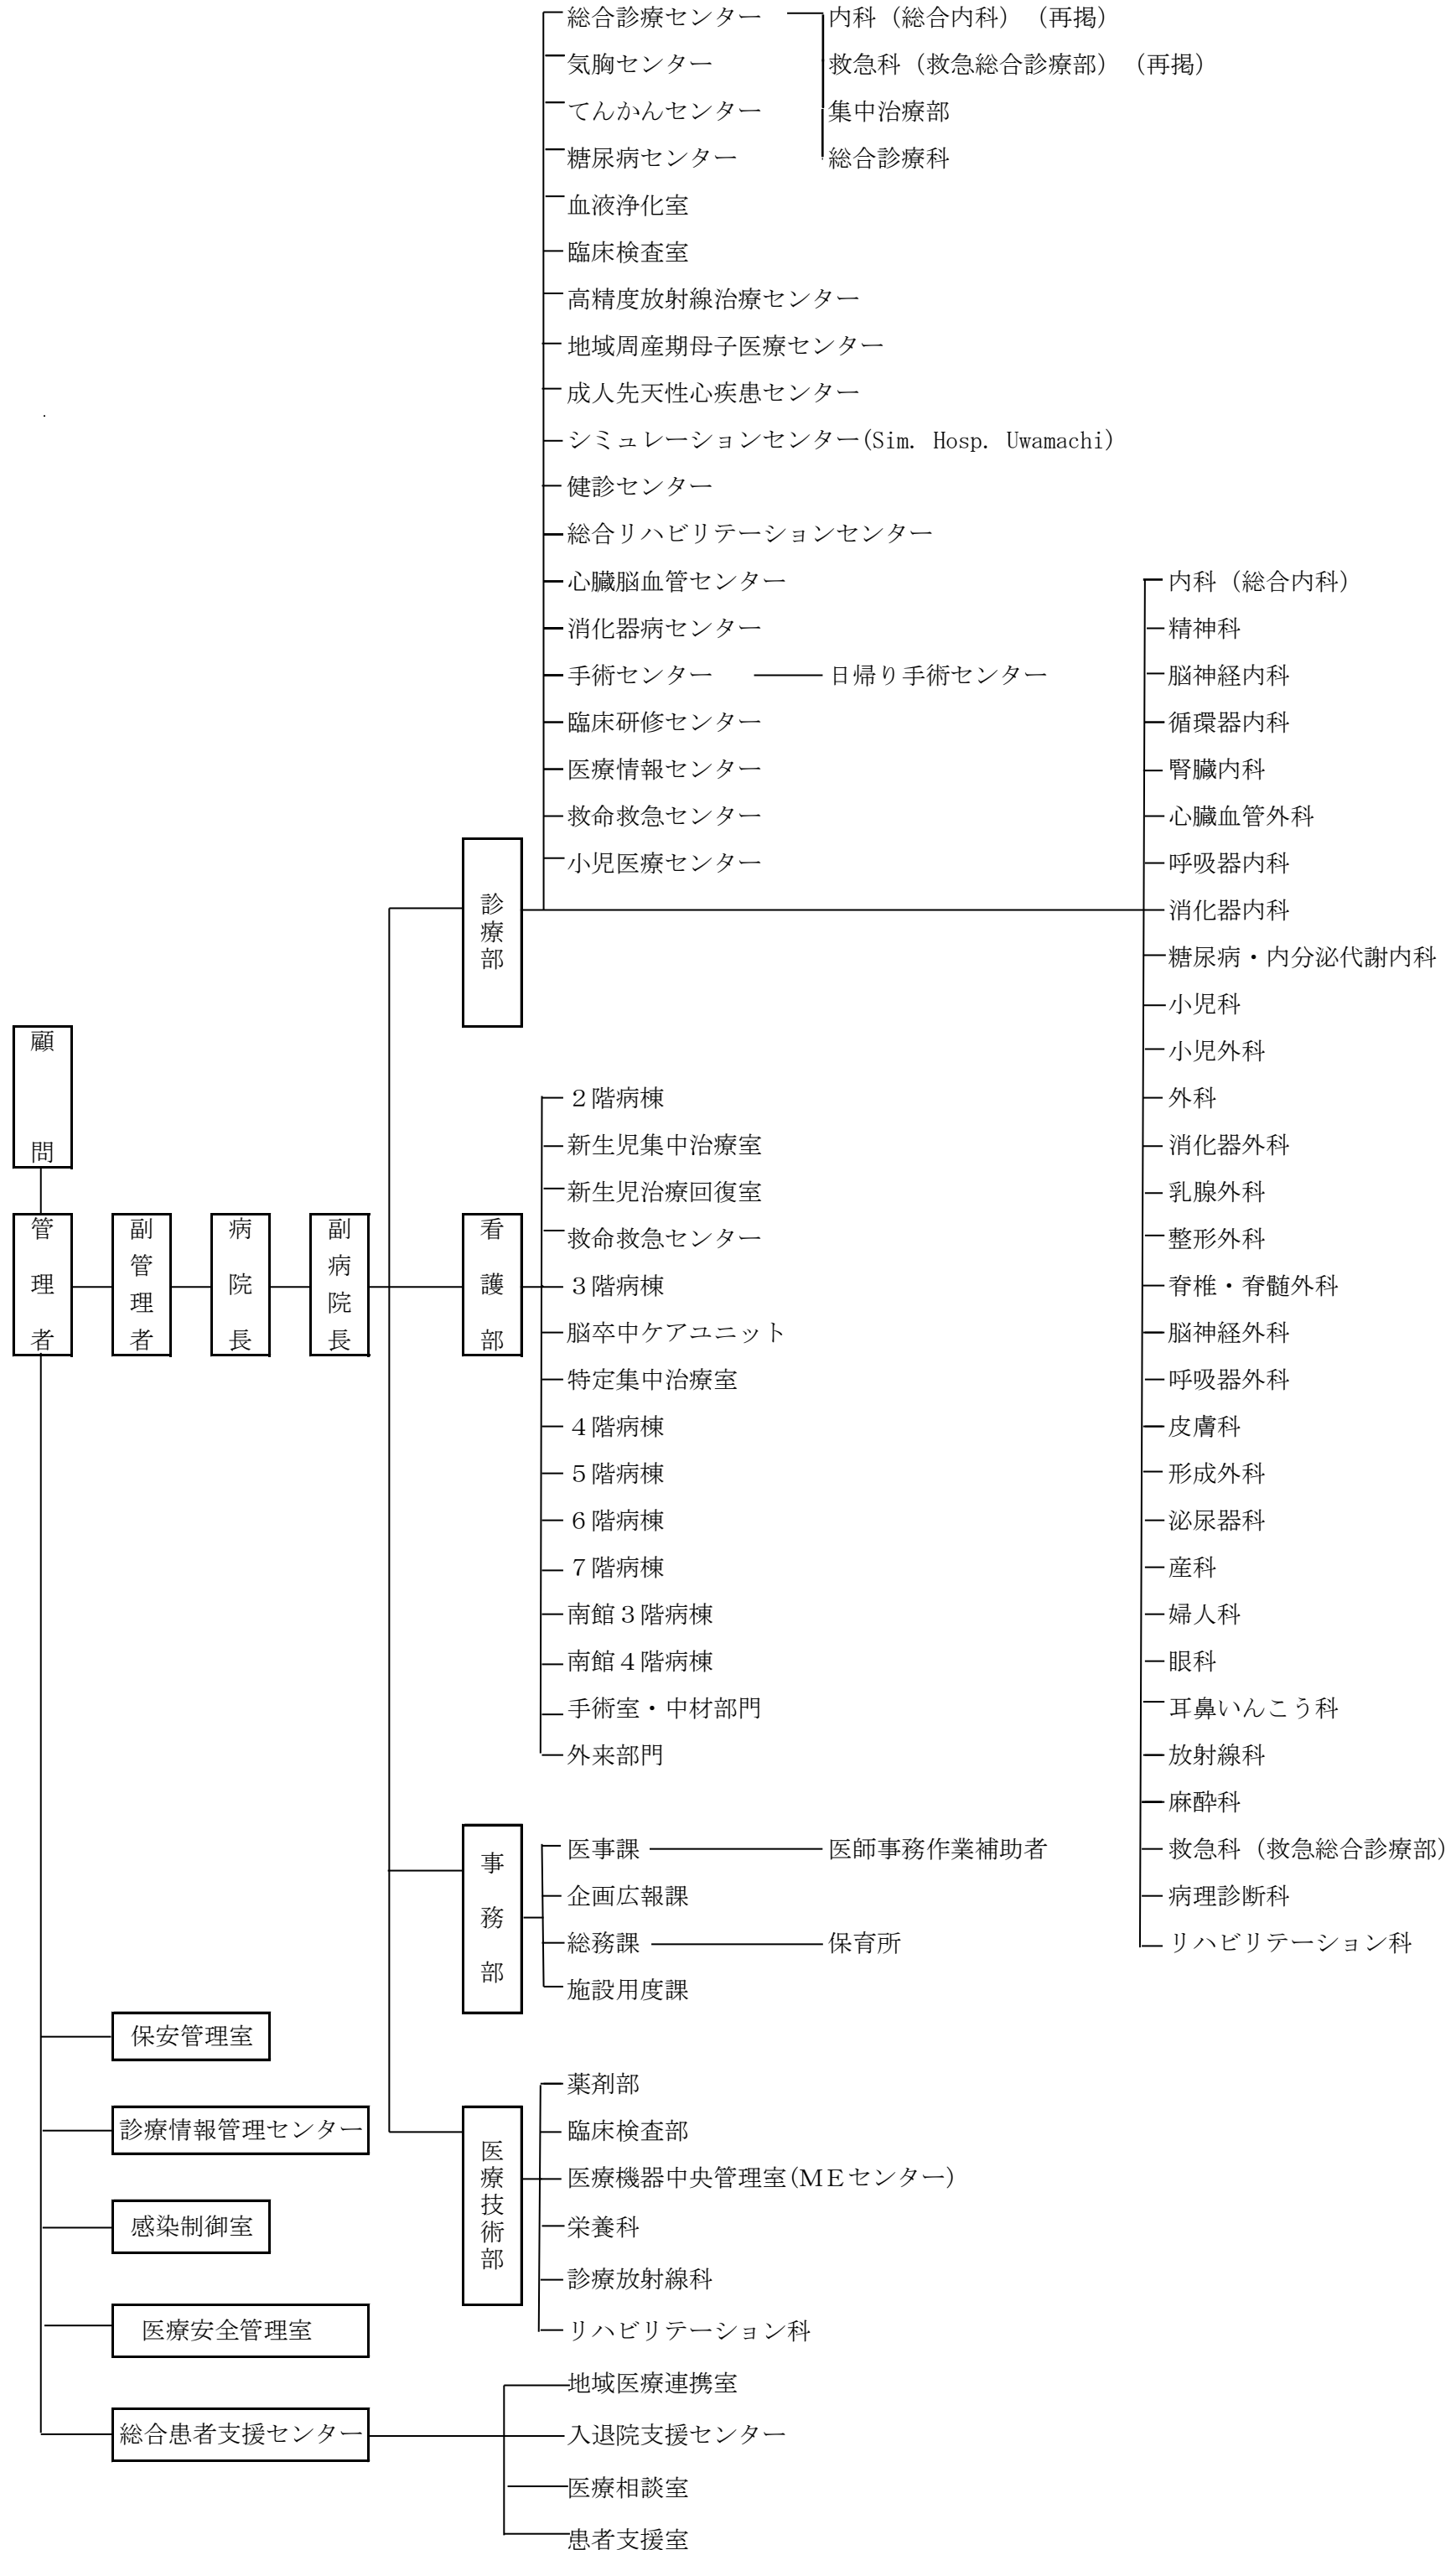 総合診療センター
内科（総合内科）（再掲）
気胸センター
救急科（救急総合診療部）（再掲）
てんかんセンター
集中治療部
糖尿病センター
総合診療科
血液浄化室
臨床検査室
高精度放射線治療センター
地域周産期母子医療センター
成人先天性心疾患センター
シミュレーションセンター(Sim. Hosp. Uwamachi)
健診センター
総合リハビリテーションセンター
心臓脳血管センター
消化器病センター
手術センター
日帰り手術センター
臨床研修センター
医療情報センター
救命救急センター
小児医療センター
内科（総合内科）
精神科
脳神経内科
循環器内科
腎臓内科
心臓血管外科
呼吸器内科
消化器内科
糖尿病・内分泌代謝内科
小児科
小児外科
外科
消化器外科
乳腺外科
整形外科
脊椎・脊髄外科
脳神経外科
呼吸器外科
皮膚科
形成外科
泌尿器科
産科
婦人科
眼科
耳鼻いんこう科
放射線科
麻酔科
救急科（救急総合診療部）
病理診断科
リハビリテーション科
診療部
顧問
管理者
副管理者
病院長
副病院長
看護部
２階病棟
新生児集中治療室
新生児治療回復室
救命救急センター
３階病棟
脳卒中ケアユニット
特定集中治療室
４階病棟
５階病棟
６階病棟
７階病棟
南館３階病棟
南館４階病棟
手術室・中材部門
外来部門
事務部
医事課
医師事務作業補助者
企画広報課
総務課
保育所
施設用度課
医療技術部
薬剤部
臨床検査部
医療機器中央管理室(ＭＥセンター)
栄養科
診療放射線科
リハビリテーション科
保安管理室
診療情報管理センター
感染制御室
医療安全管理室
総合患者支援センター
地域医療連携室
入退院支援センター
医療相談室
患者支援室